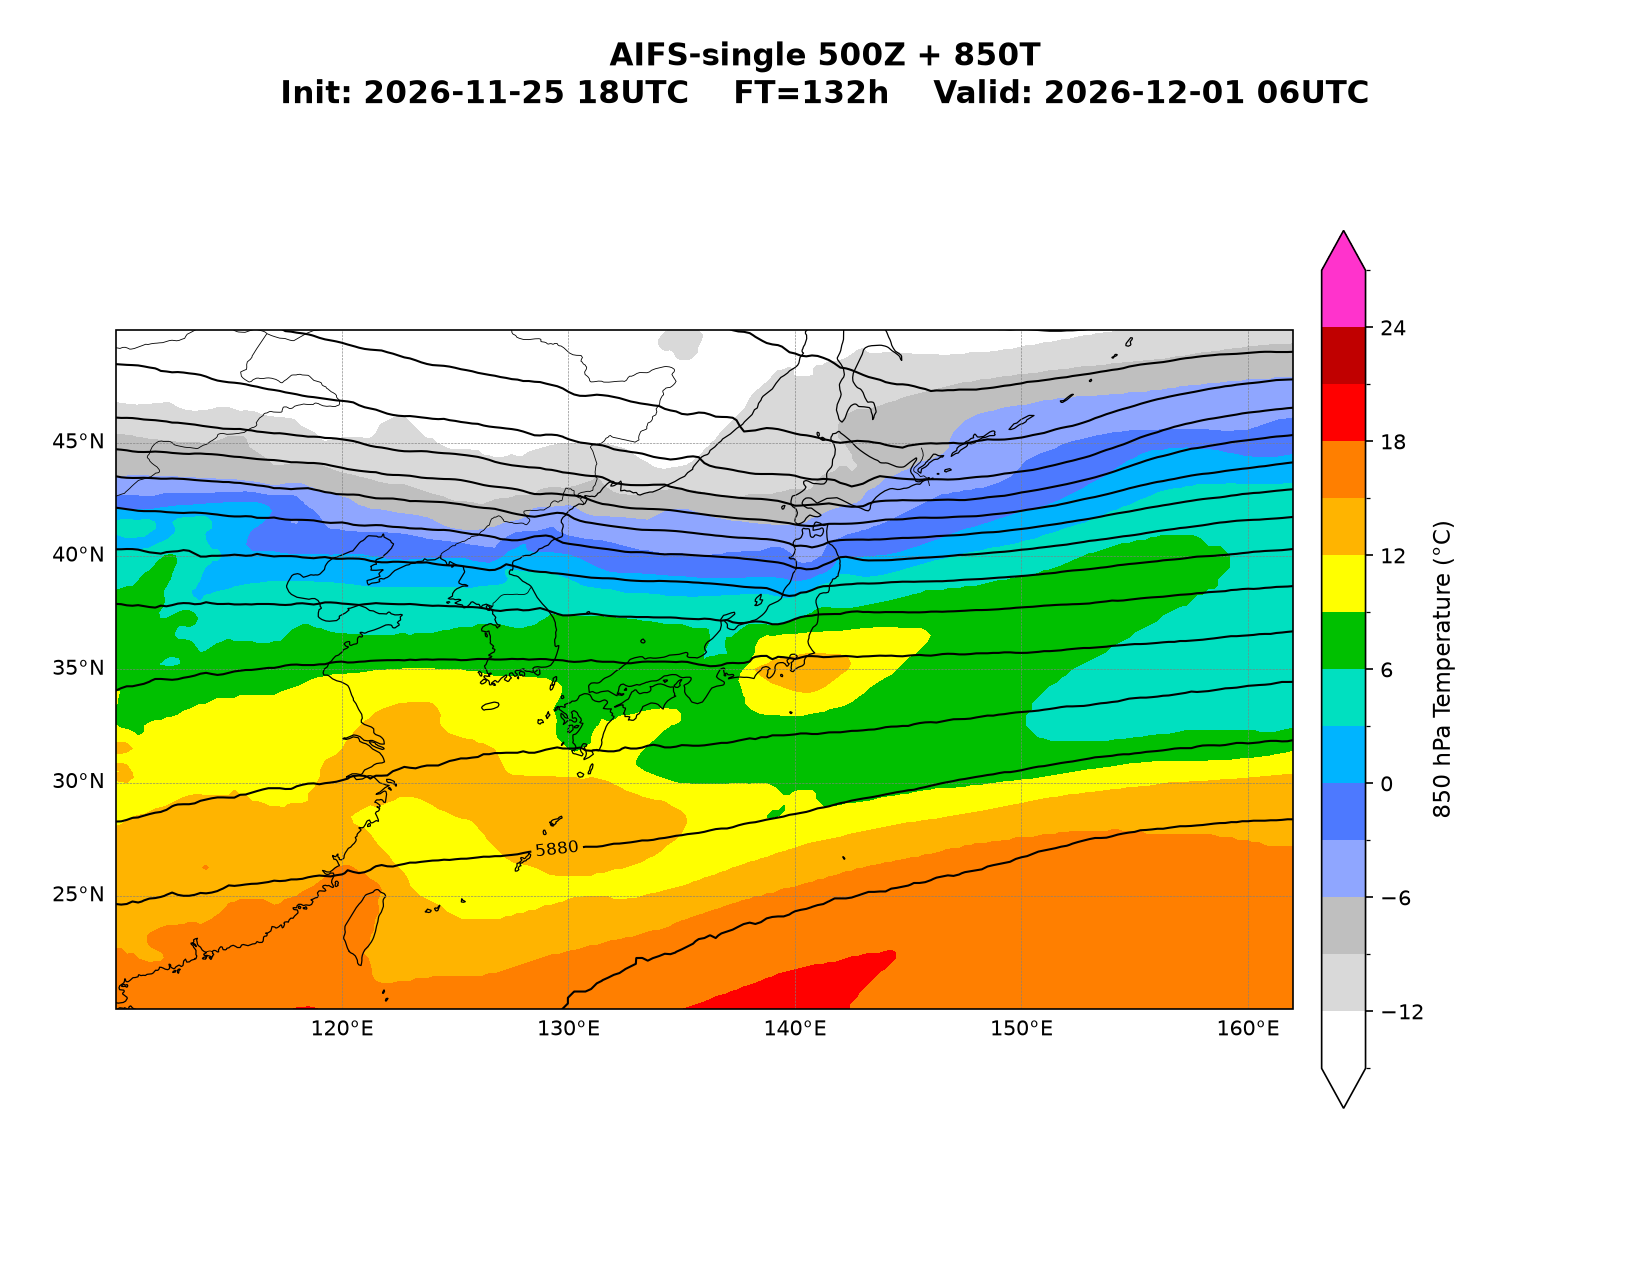 AIFS-single 500Z + 850T
Init: 2026-11-25 18UTC    FT=132h    Valid: 2026-12-01 06UTC
45°N
40°N
35°N
30°N
25°N
120°E
130°E
140°E
150°E
160°E
5880
24
18
12
6
0
−6
−12
850 hPa Temperature (°C)